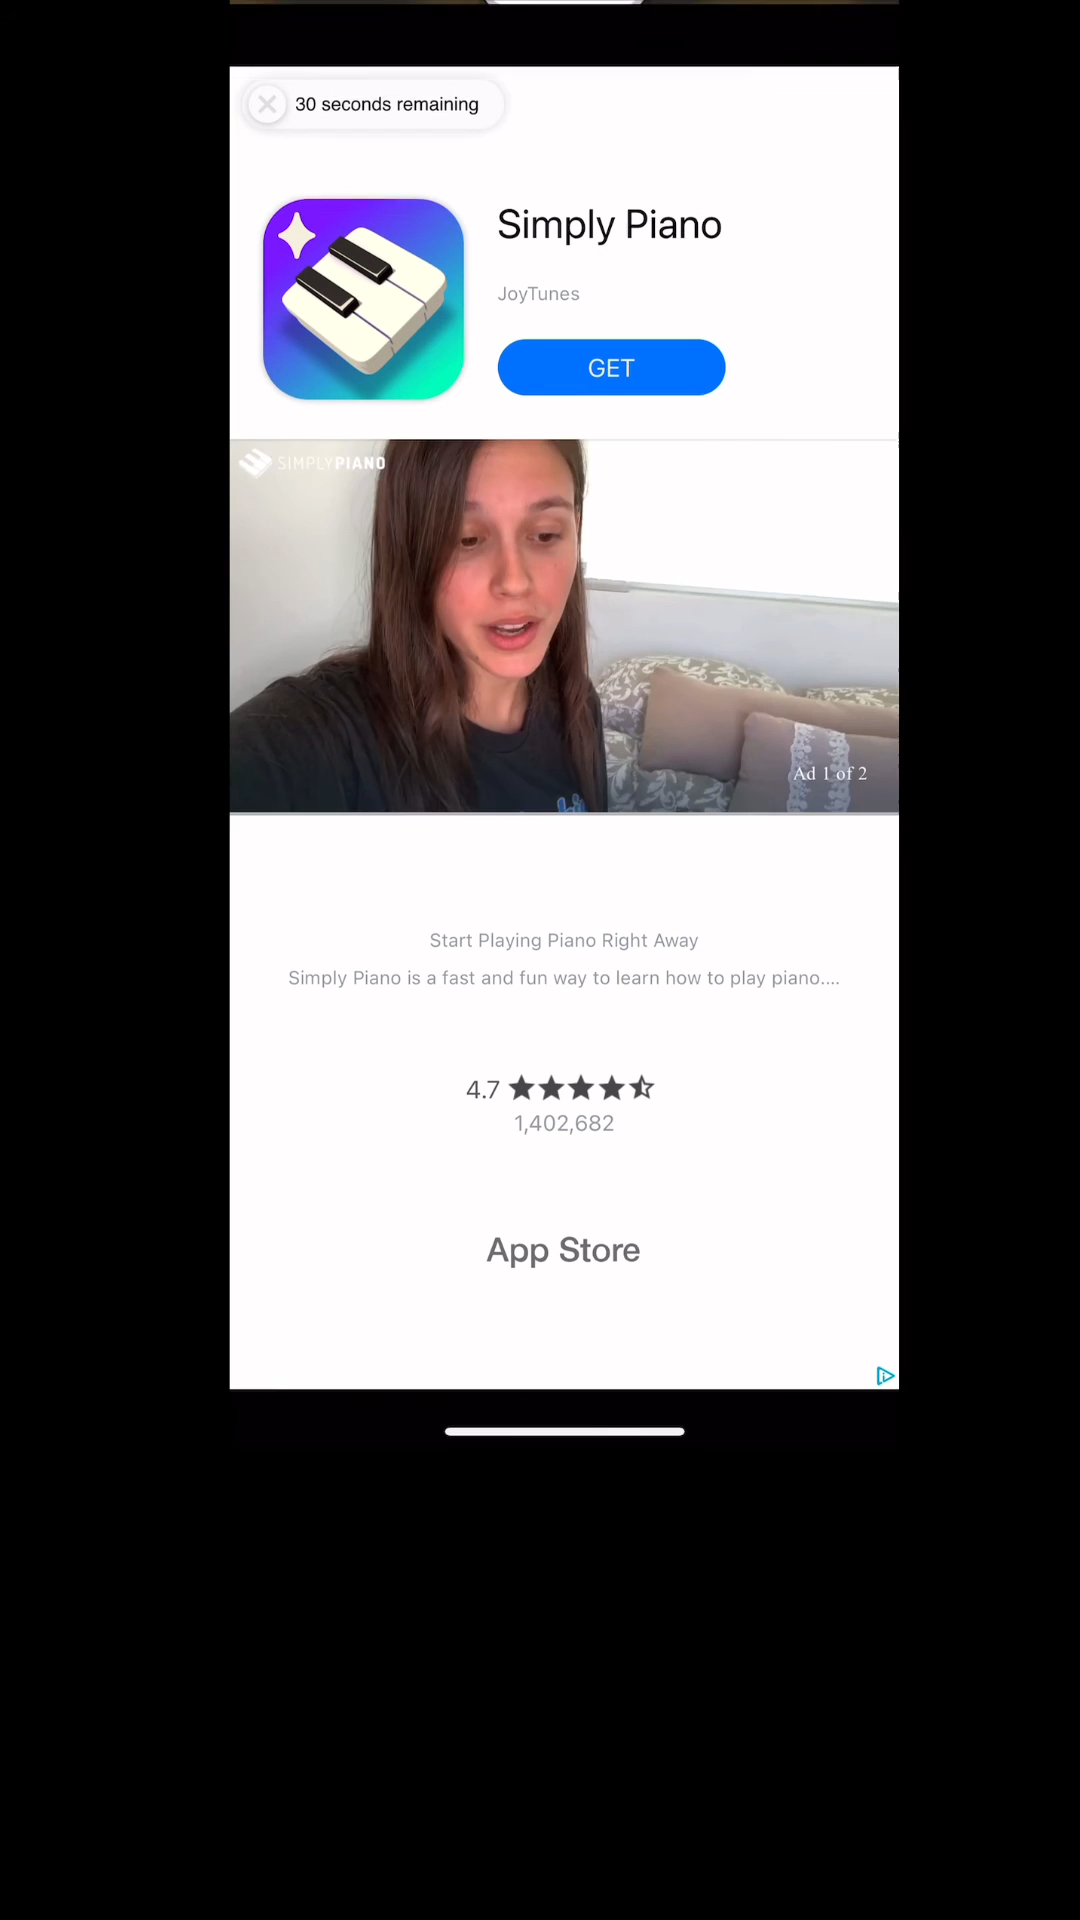 30 seconds remaining
Simply Piano
JoyTunes
GET
SIMPLYPIANO
Ad 1 of 2
Start Playing Piano Right Away
Simply Piano is a fast and fun way to learn how to play piano....
4.7
1,402,682
App Store